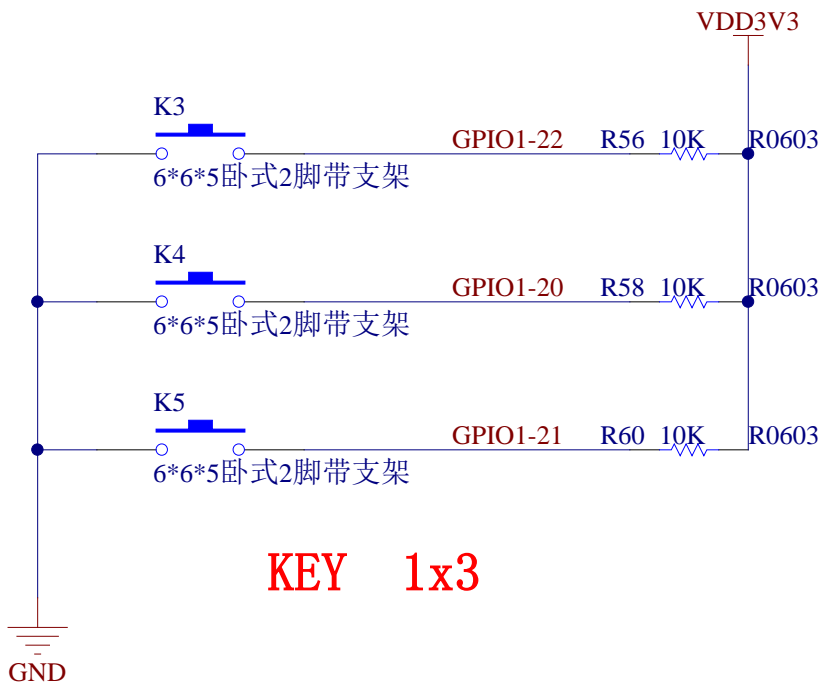 VDD3V3
K3
GPIO1-22 R56 10K R0603
6*6*5卧式2脚带支架
K4
GPIO1-20 R58 10K R0603
6*6*5卧式2脚带支架
K5
GPIO1-21 R60 10K R0603
6*6*5卧式2脚带支架
KEY 1x3
GND